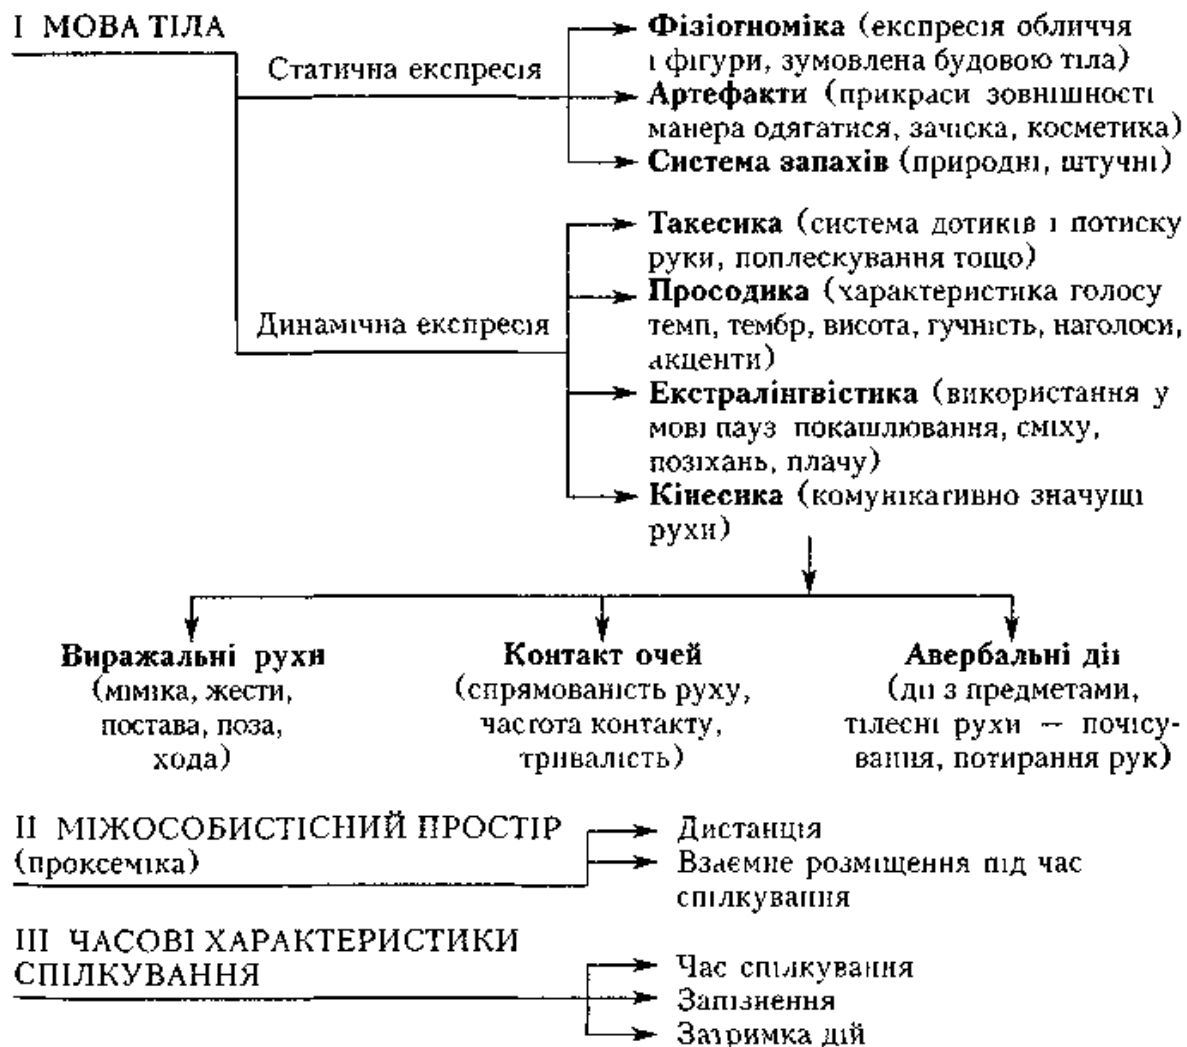 I МОВА ТІЛА
Статична експресія
Фізіогноміка (експресія обличчя
і фігури, зумовлена будовою тіла)
Артефакти (прикраси зовнішності
манера одягатися, зачіска, косметика)
Система запахів (природні, штучні)
Динамічна експресія
Такесика (система дотиків і потиску
руки, поплескування тощо)
Просодика (характеристика голосу
темп, тембр, висота, гучність, наголоси,
акценти)
Екстралінгвістика (використання у
мові пауз покашлювання, сміху,
позіхань, плачу)
Кінесика (комунікативно значущі
рухи)
Виражальні рухи
(міміка, жести,
постава, поза,
хода)
Контакт очей
(спрямованість руху,
частота контакту,
тривалість)
Авербальні дії
(дії з предметами,
тілесні рухи — почісу-
вання, потирання рук)
II МІЖОСОБИСТІСНИЙ ПРОСТІР
(проксеміка)
Дистанція
Взаємне розміщення під час
спілкування
III ЧАСОВІ ХАРАКТЕРИСТИКИ
СПІЛКУВАННЯ
Час спілкування
Запізнення
Затримка дій